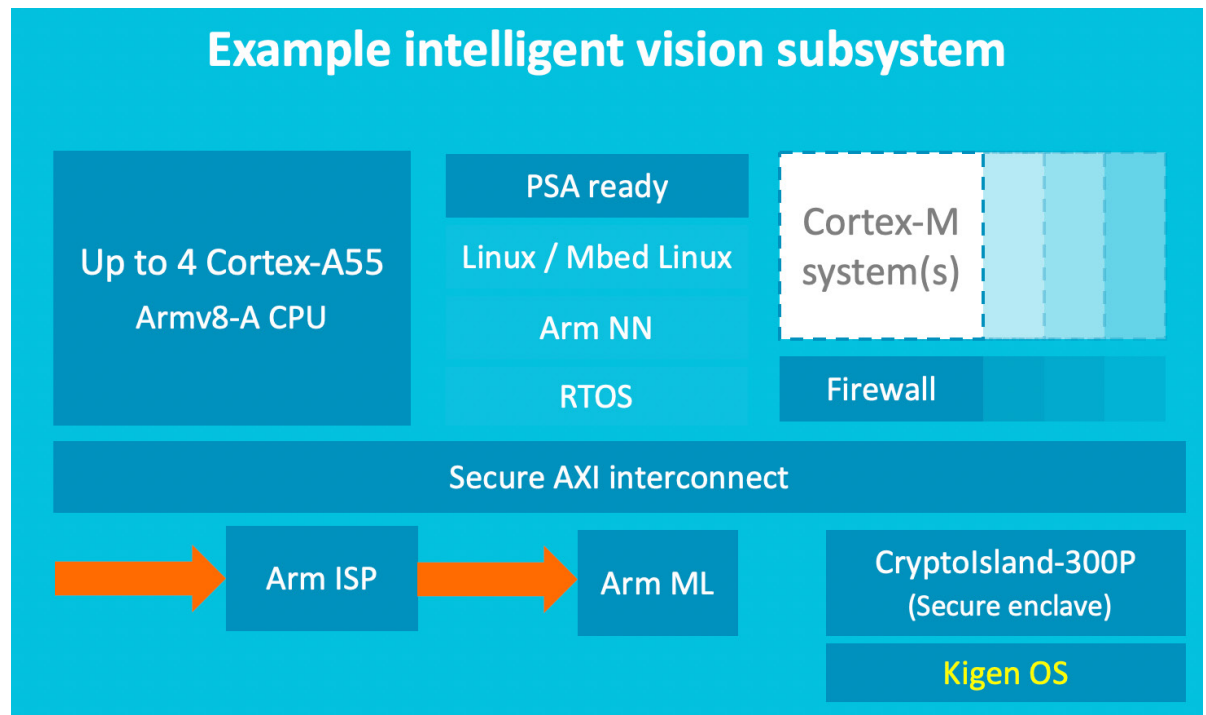 Example intelligent vision subsystem
Up to 4 Cortex-A55
Armv8-A CPU
PSA ready
Linux / Mbed Linux
Arm NN
RTOS
Cortex-M
system(s)
Firewall
Secure AXI interconnect
Arm ISP
Arm ML
CryptoIsland-300P
(Secure enclave)
Kigen OS